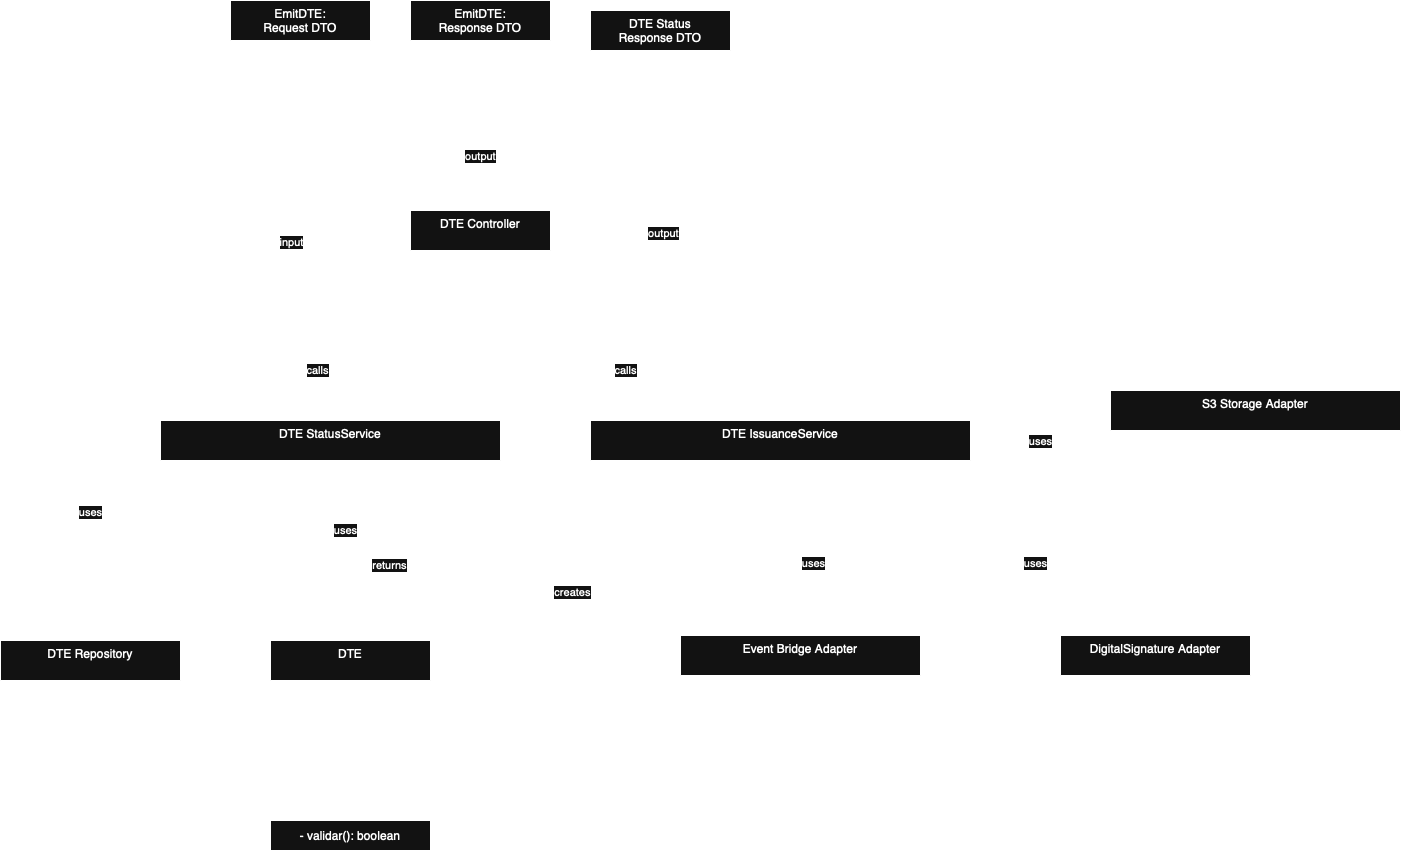 EmitDTE:
Request DTO
EmitDTE:
Response DTO
DTE Status
Response DTO
output
DTE Controller
input
output
calls
calls
S3 Storage Adapter
DTE StatusService
DTE IssuanceService
uses
uses
uses
returns
uses
uses
creates
DTE Repository
DTE
Event Bridge Adapter
DigitalSignature Adapter
- validar(): boolean